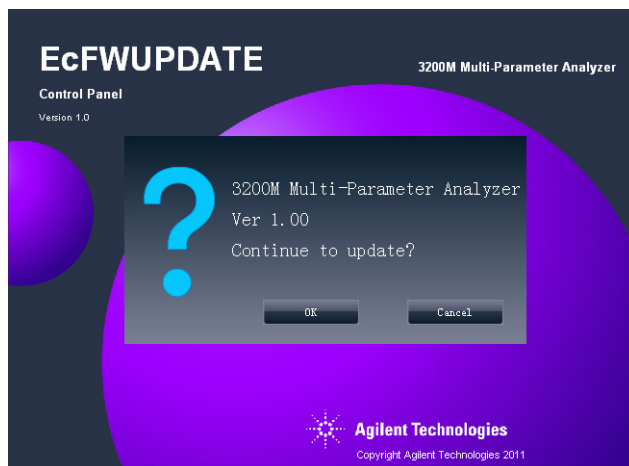 EcFWUPDATE
3200M Multi-Parameter Analyzer
Control Panel
Version 1.0
3200M Multi-Parameter Analyzer
Ver 1.00
Continue to update?
OK
Cancel
Agilent Technologies
Copyright Agilent Technologies 2011